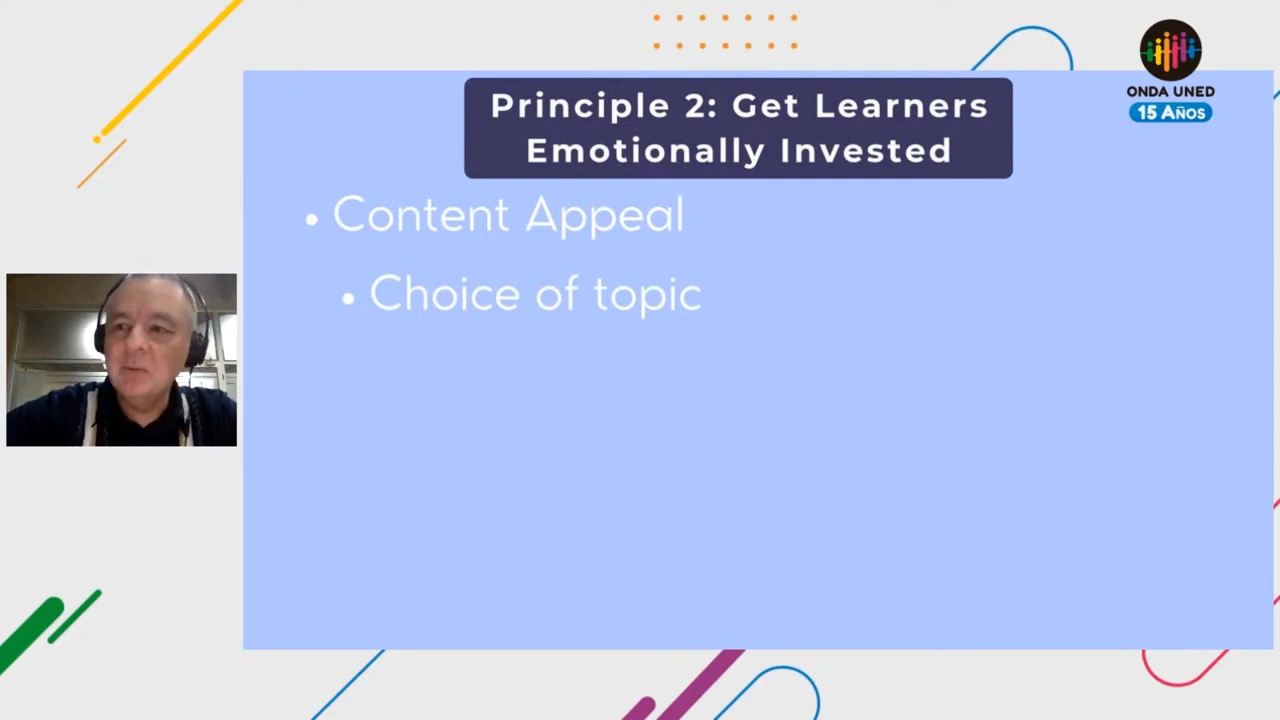 ONDA UNED
15 AÑOS
Principle 2: Get Learners
Emotionally Invested
• Content Appeal
• Choice of topic